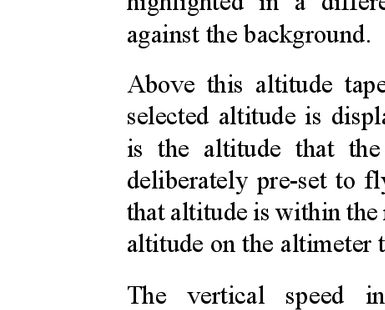 highlighted in a differe
against the background.
Above this altitude tape
selected altitude is displa
is the altitude that the
deliberately pre-set to fly
that altitude is within the
altitude on the altimeter t
The vertical speed in